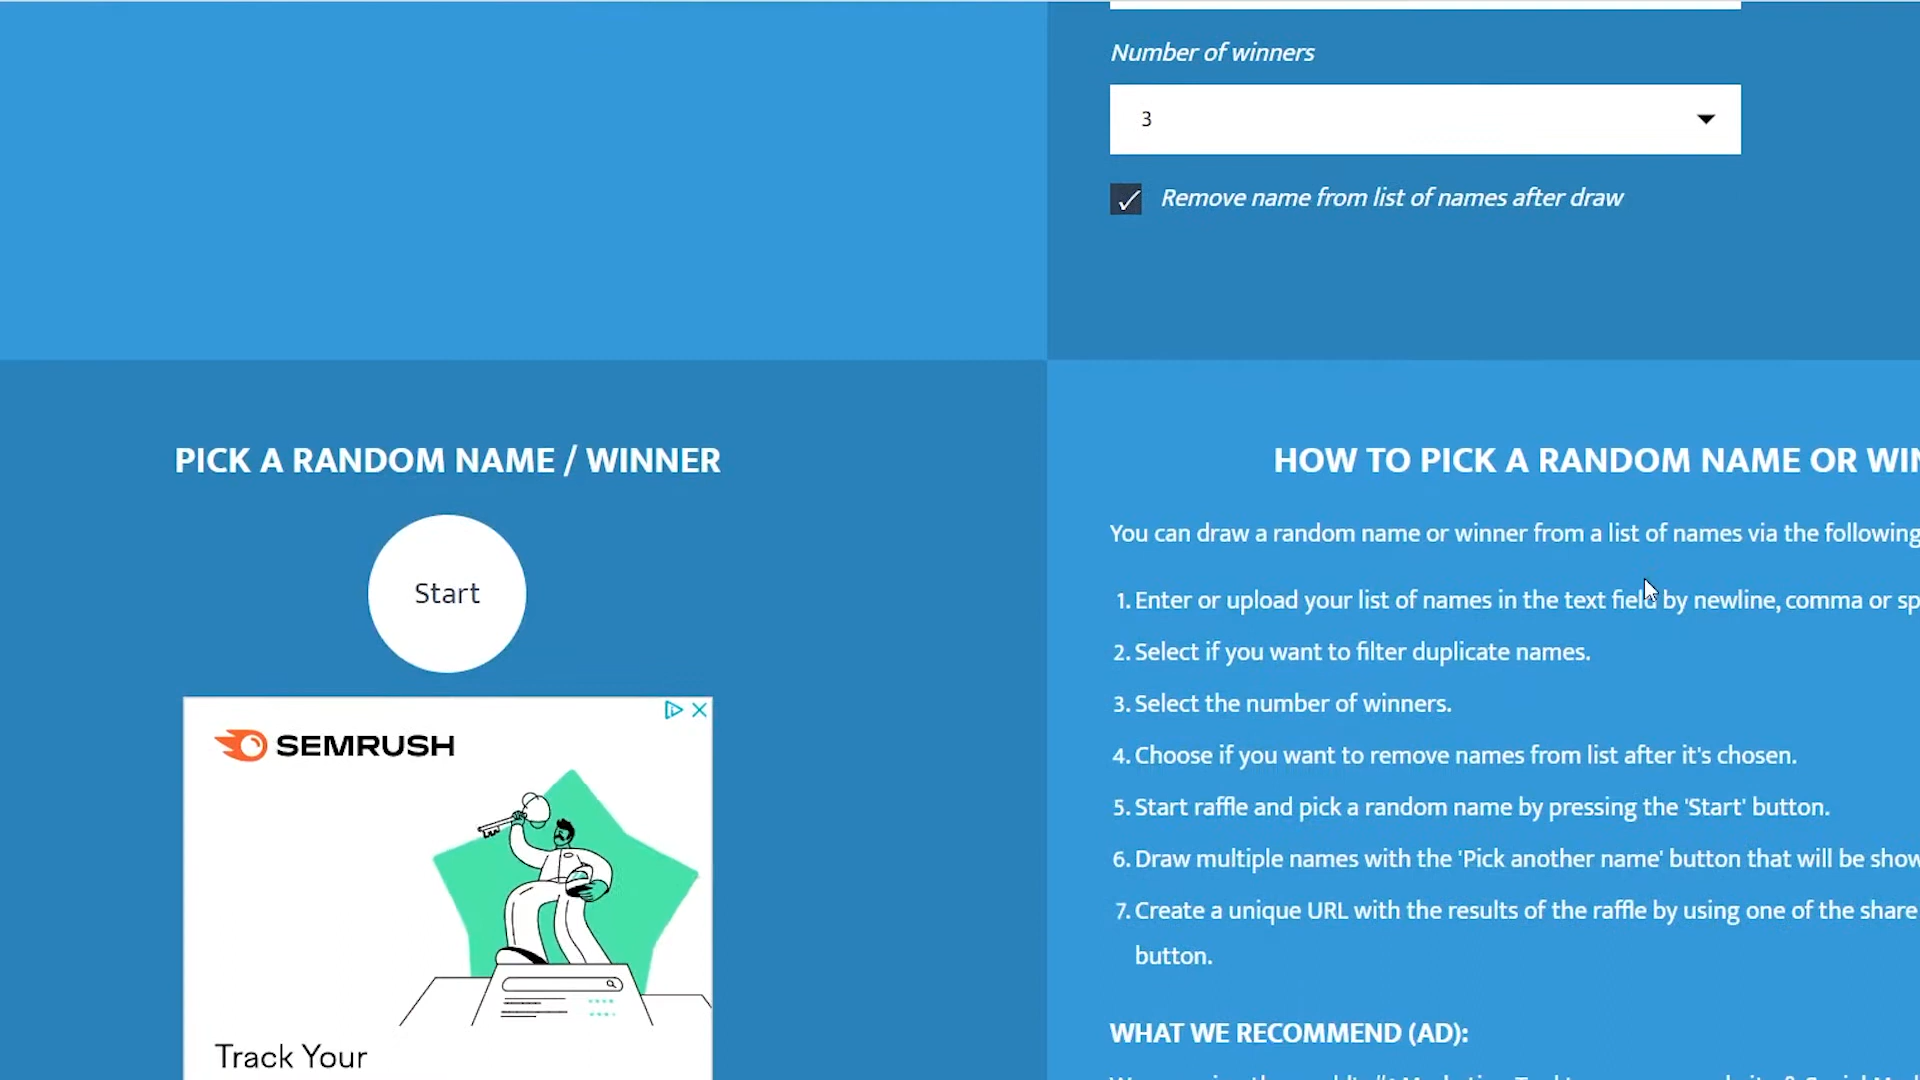 Number of winners
3
Remove name from list of names after draw
PICK A RANDOM NAME / WINNER
Start
SEMRUSH
Track Your
HOW TO PICK A RANDOM NAME OR
You can draw a random name or winner from a list of names via the following
1. Enter or upload your list of names in the text field by newline, comma or
2. Select if you want to filter duplicate names.
3. Select the number of winners.
4. Choose if you want to remove names from list after it's chosen.
5. Start raffle and pick a random name by pressing the 'Start' button.
6. Draw multiple names with the 'Pick another name' button that will be
7. Create a unique URL with the results of the raffle by using one of the share
button.
WHAT WE RECOMMEND (AD):